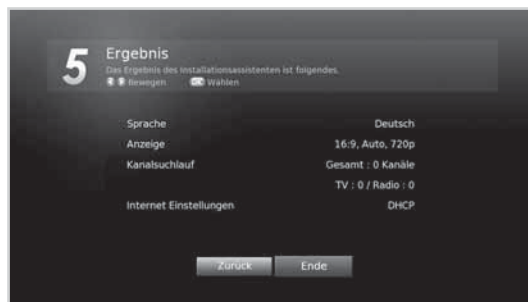 5
Ergebnis
Das Ergebnis des Installationsassistenten ist folgendes.
Bewegen OK Wählen
Sprache Deutsch
Anzeige 16:9, Auto, 720p
Kanalsuchlauf Gesamt : 0 Kanäle
TV : 0 / Radio : 0
Internet Einstellungen DHCP
Zurück Ende